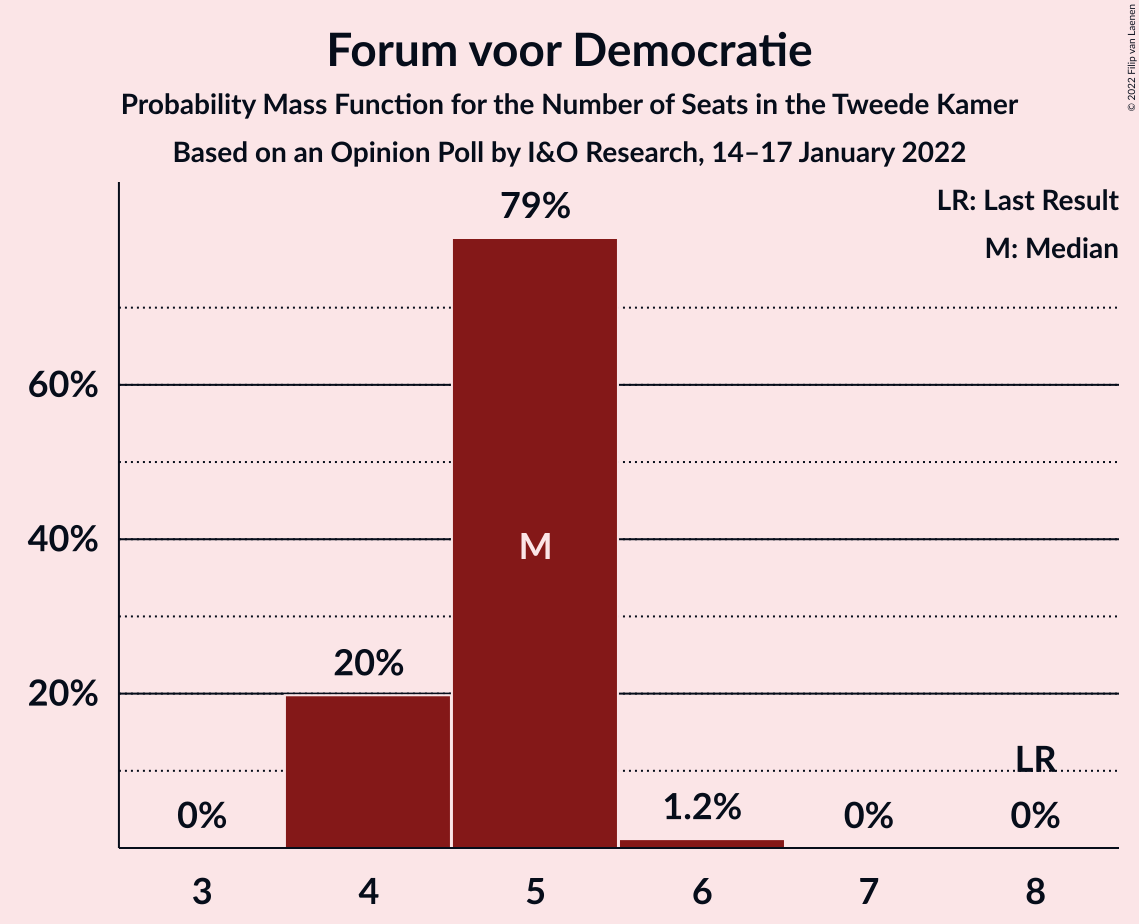 Forum voor Democratie
Probability Mass Function for the Number of Seats in the Tweede Kamer
Based on an Opinion Poll by I&O Research, 14–17 January 2022
© 2022 Filip van Laenen
LR: Last Result
M: Median
79%
60%
40%
M
20%
20%
LR
0%
1.2%
0%
0%
3
4
5
6
7
8